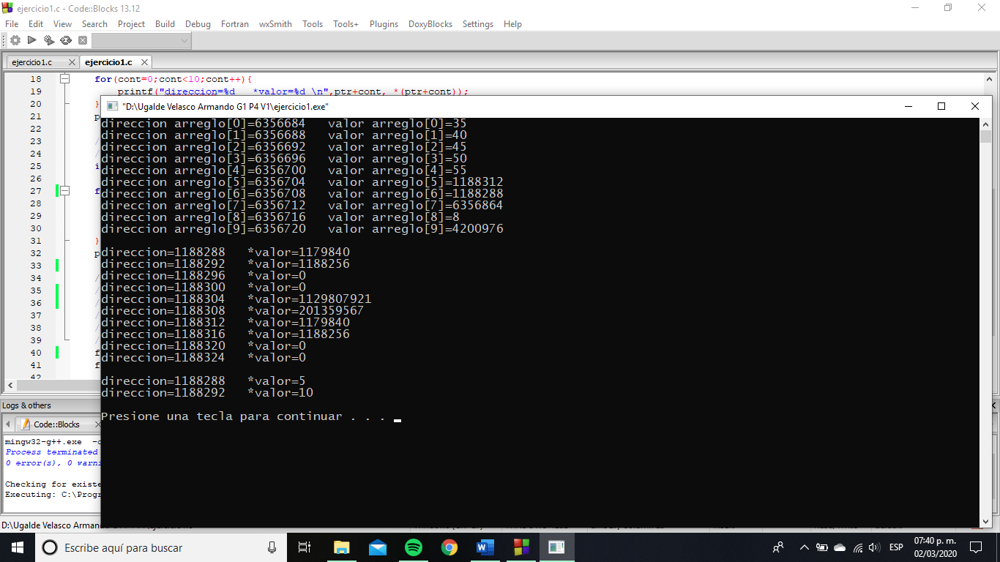 ejercicio1.c - Code::Blocks 13.12
File Edit View Search Project Build Debug Fortran wxSmith Tools Tools+ Plugins DoxyBlocks Settings Help
ejercicio1.c ejercicio1.c
18 for(cont=0;cont<10;cont++){
19 printf("direccion=%d   *valor=%d \n",ptr+cont, *(ptr+cont));
20 }
21 p
22
23 /
24 /
25 i
26
27 f
28
29
30
31 }
32 p
33
34 /
35 /
36 /
37 /
38 /
39 /
40 f
41 f
42
"D:\Ugalde Velasco Armando G1 P4 V1\ejercicio1.exe"
direccion arreglo[0]=6356684   valor arreglo[0]=35
direccion arreglo[1]=6356688   valor arreglo[1]=40
direccion arreglo[2]=6356692   valor arreglo[2]=45
direccion arreglo[3]=6356696   valor arreglo[3]=50
direccion arreglo[4]=6356700   valor arreglo[4]=55
direccion arreglo[5]=6356704   valor arreglo[5]=1188312
direccion arreglo[6]=6356708   valor arreglo[6]=1188288
direccion arreglo[7]=6356712   valor arreglo[7]=6356864
direccion arreglo[8]=6356716   valor arreglo[8]=8
direccion arreglo[9]=6356720   valor arreglo[9]=4200976
direccion=1188288   *valor=1179840
direccion=1188292   *valor=1188256
direccion=1188296   *valor=0
direccion=1188300   *valor=0
direccion=1188304   *valor=1129807921
direccion=1188308   *valor=201359567
direccion=1188312   *valor=1179840
direccion=1188316   *valor=1188256
direccion=1188320   *valor=0
direccion=1188324   *valor=0
direccion=1188288   *valor=5
direccion=1188292   *valor=10
Presione una tecla para continuar . . .
Logs & others
Code::Blocks
mingw32-g++.exe -o
Process terminated
0 error(s), 0 warni
Checking for existe
Executing: C:\Progr
D:\Ugalde Velasco Arman
Escribe aquí para buscar
ESP
07:40 p. m.
02/03/2020